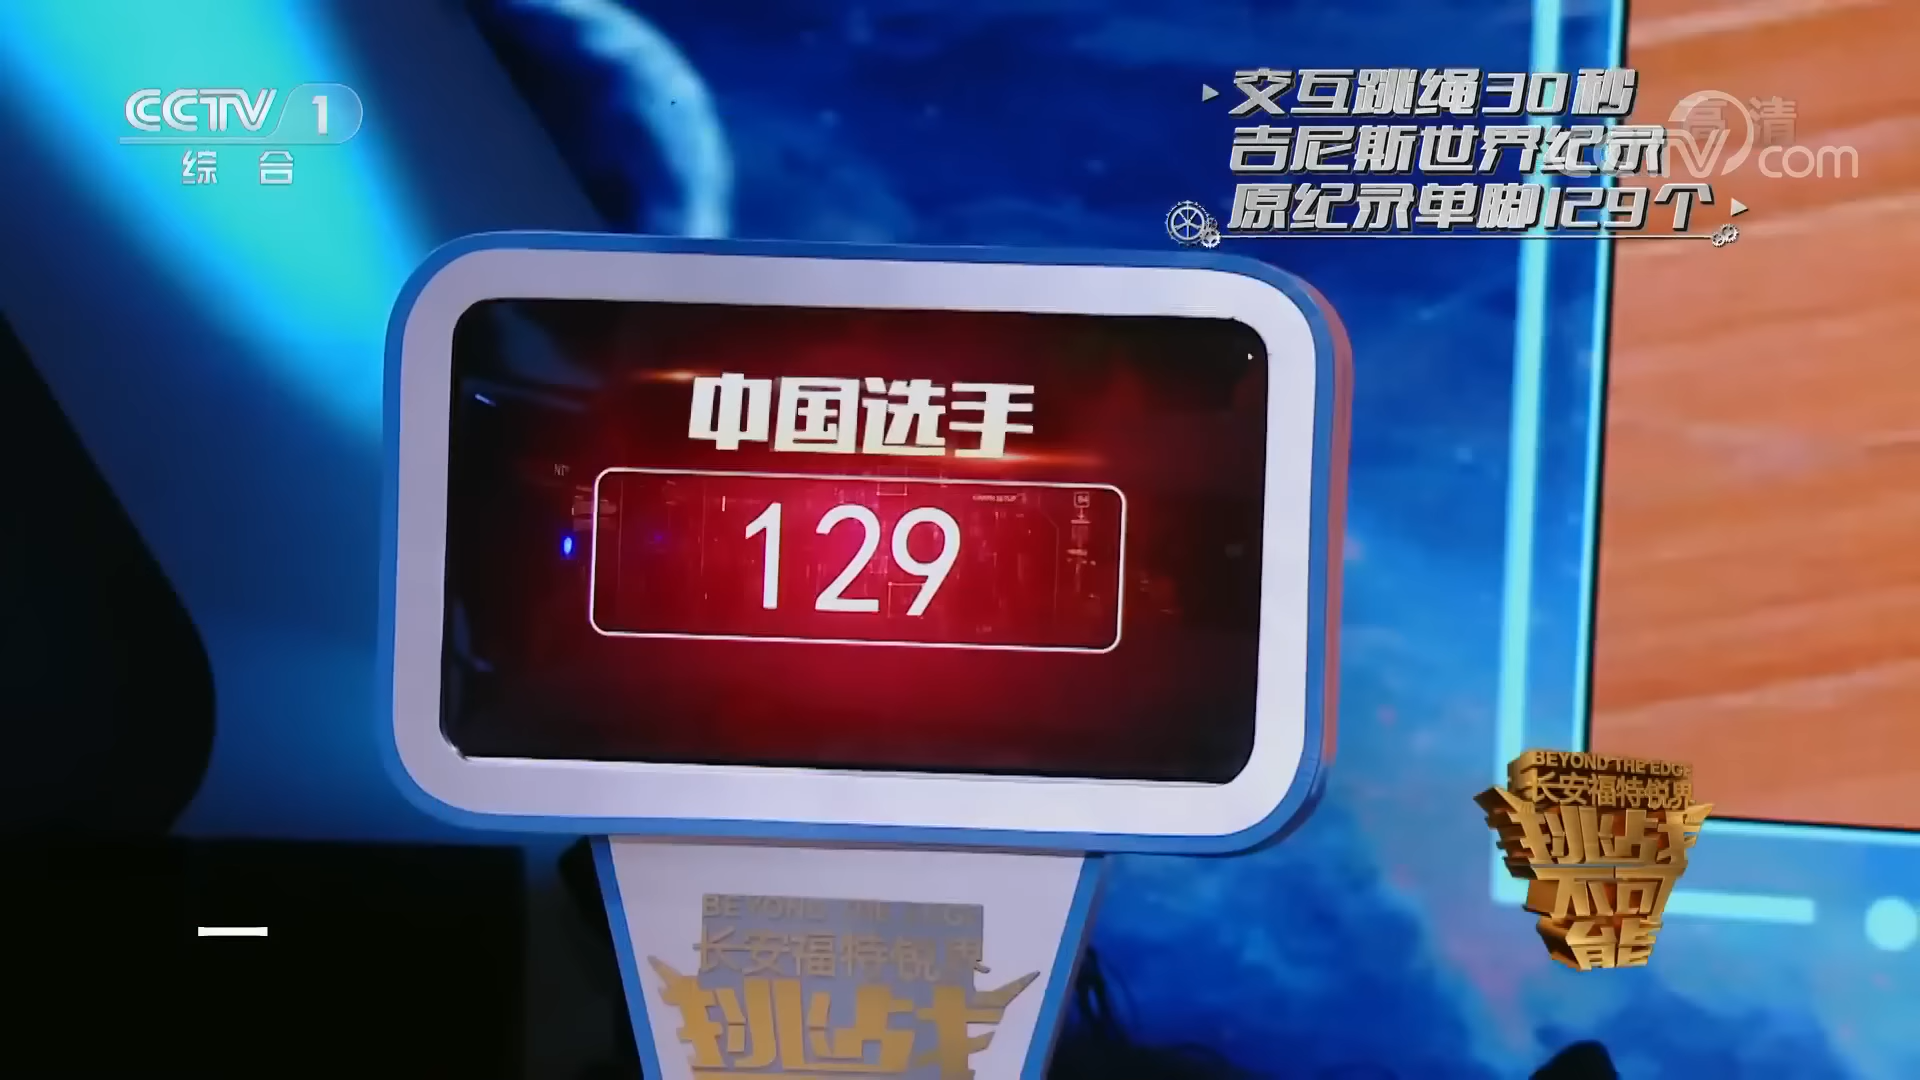 CCTV 1
综合
交互跳绳30秒
高清
吉尼斯世界纪录
CCTV.com
原纪录单脚129个
中国选手
129
BEYOND THE EDGE
长安福特锐界
挑战
不可
能
BEYOND THE EDGE
长安福特锐界
挑战